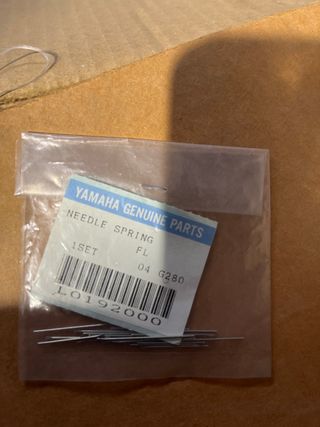 YAMAHA GENUINE PARTS
NEEDLE SPRING
FL
1SET
04 G280
L0192000